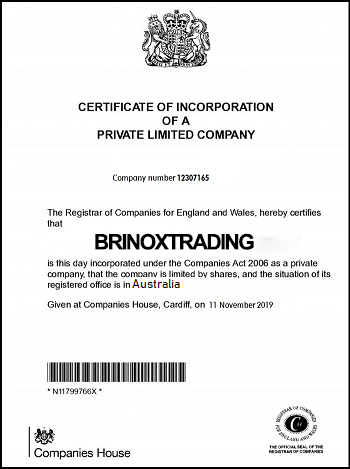 CERTIFICATE OF INCORPORATION
OF A
PRIVATE LIMITED COMPANY
Company number 12307165
The Registrar of Companies for England and Wales, hereby certifies
that
BRINOXTRADING
is this day incorporated under the Companies Act 2006 as a private
company, that the company is limited by shares, and the situation of its
registered office is in Australia
Given at Companies House, Cardiff, on 11 November 2019
* N11799766X *
Companies House
REGISTRAR OF COMPANIES
FOR ENGLAND AND WALES
THE OFFICIAL SEAL OF THE
REGISTRAR OF COMPANIES